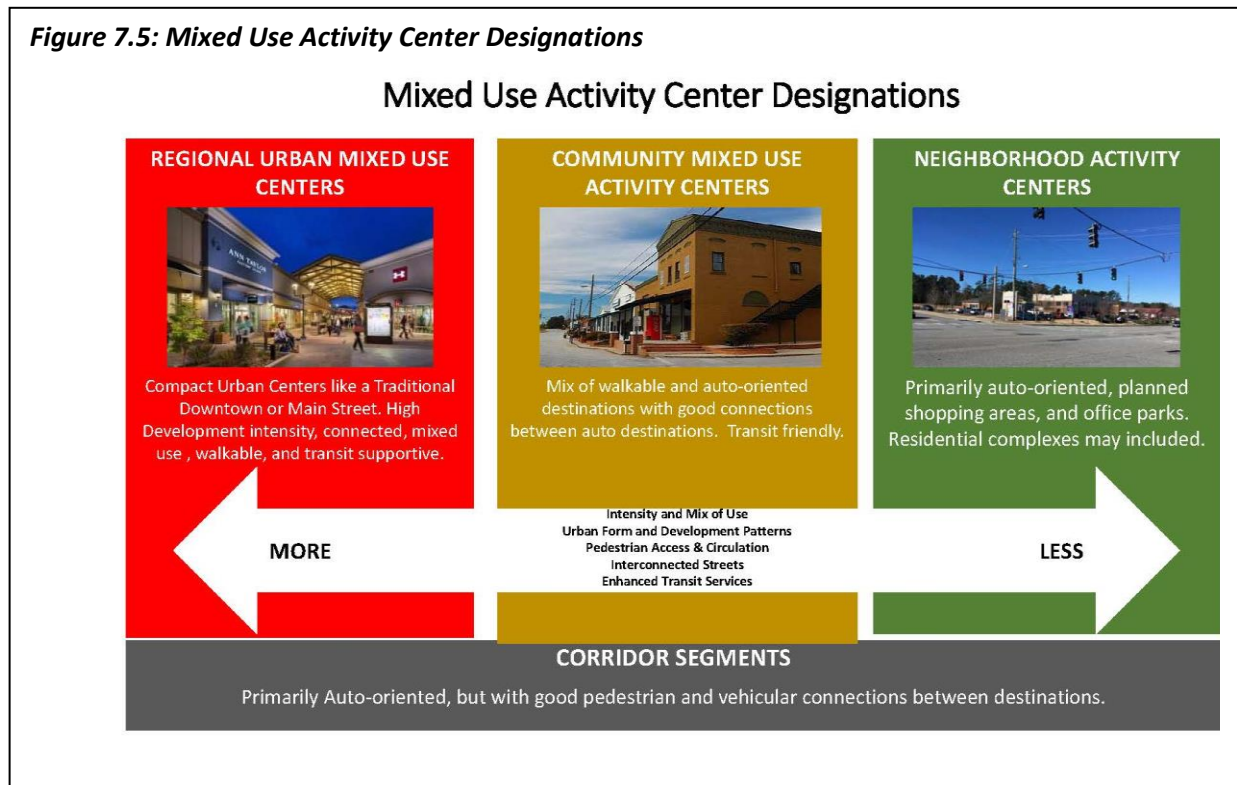 Figure 7.5: Mixed Use Activity Center Designations
Mixed Use Activity Center Designations
REGIONAL URBAN MIXED USE
CENTERS
ANN TAYLOR
Compact Urban Centers like a Traditional
Downtown or Main Street. High
Development intensity, connected, mixed
use , walkable, and transit supportive.
COMMUNITY MIXED USE
ACTIVITY CENTERS
Mix of walkable and auto-oriented
destinations with good connections
between auto destinations.  Transit friendly.
NEIGHBORHOOD ACTIVITY
CENTERS
Primarily auto-oriented, planned
shopping areas, and office parks.
Residential complexes may included.
MORE
Intensity and Mix of Use
Urban Form and Development Patterns
Pedestrian Access & Circulation
Interconnected Streets
Enhanced Transit Services
LESS
CORRIDOR SEGMENTS
Primarily Auto-oriented, but with good pedestrian and vehicular connections between destinations.